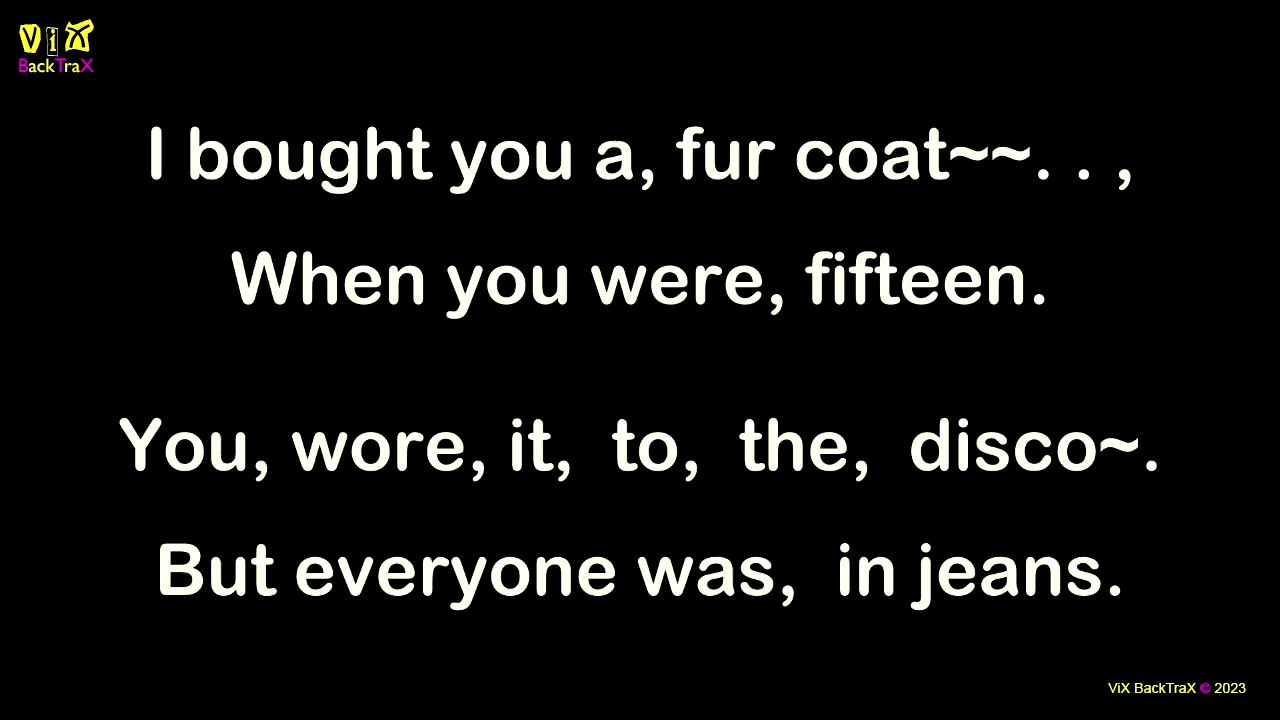 ViX
BackTraX
I bought you a, fur coat~~. . ,
When you were, fifteen.
You, wore, it,  to,  the,  disco~.
But everyone was,  in jeans.
ViX BackTraX © 2023